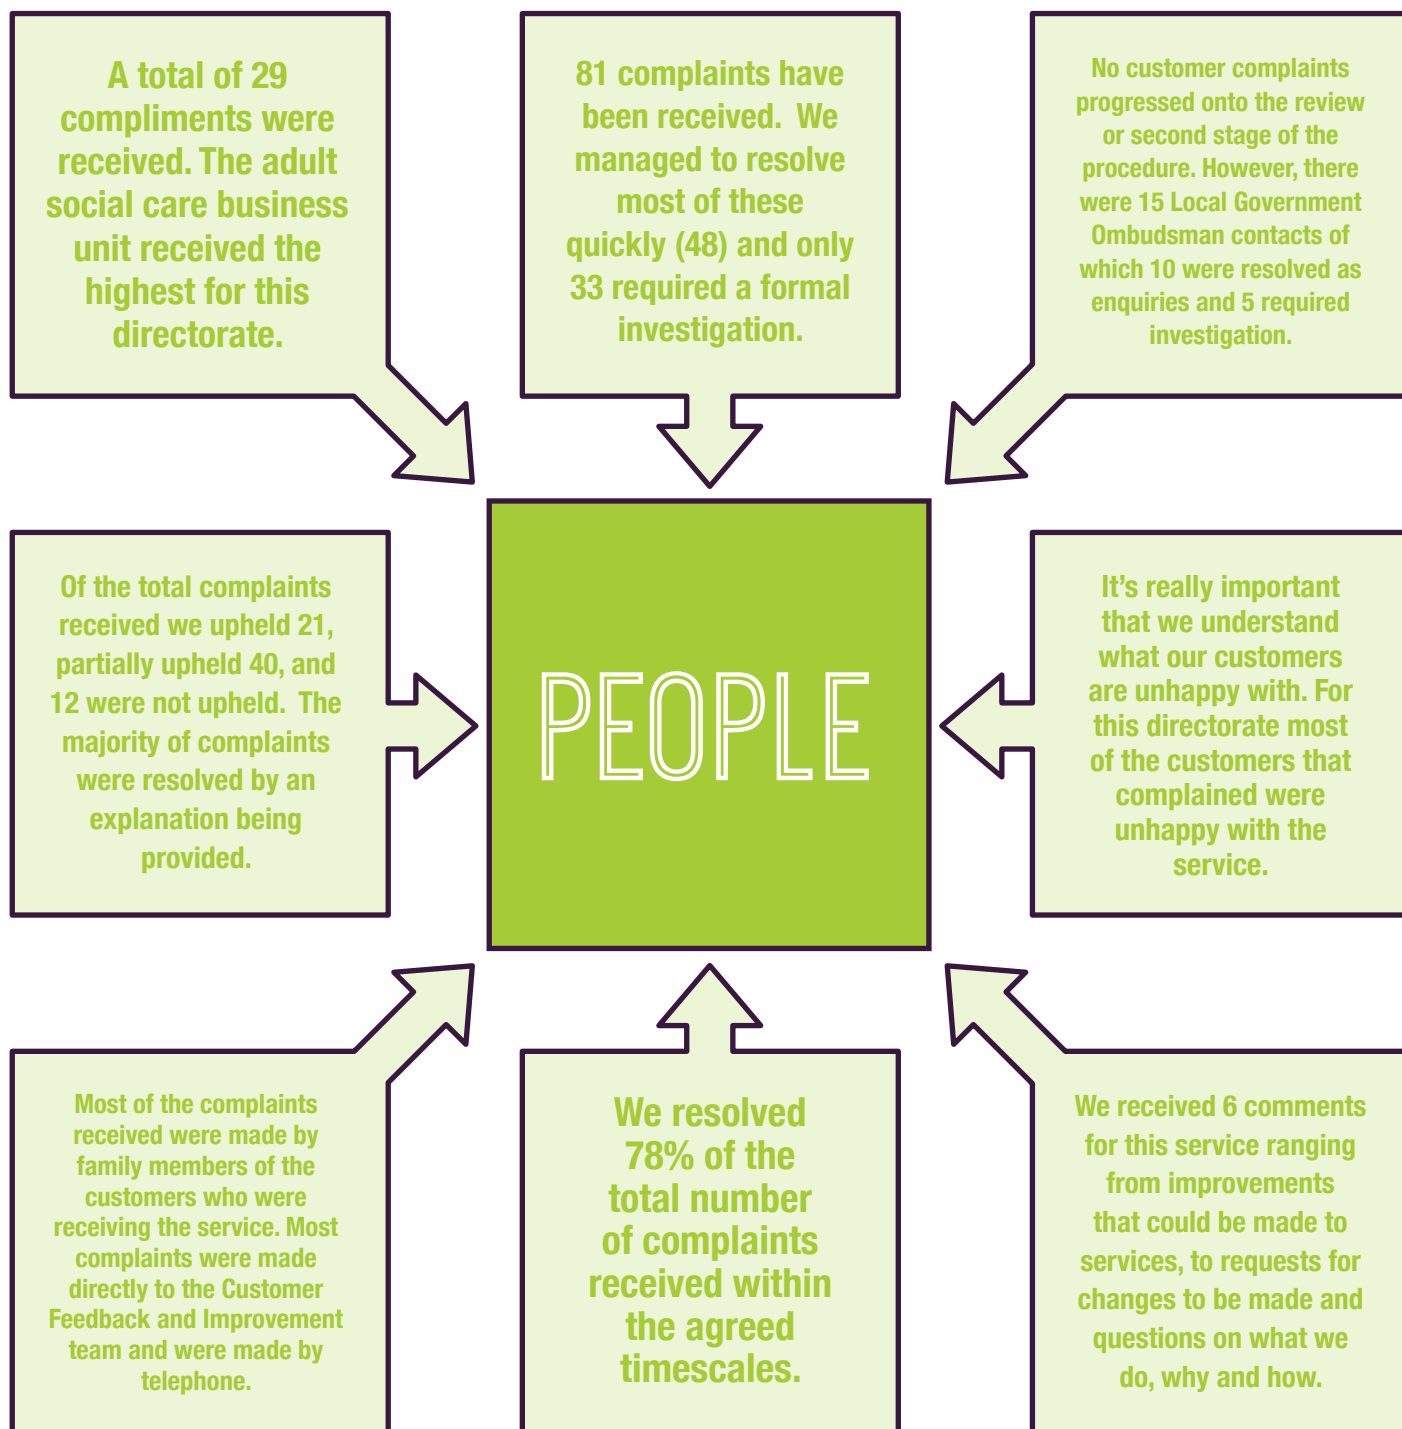 A total of 29
compliments were
received. The adult
social care business
unit received the
highest for this
directorate.
81 complaints have
been received.  We
managed to resolve
most of these
quickly (48) and only
33 required a formal
investigation.
No customer complaints
progressed onto the review
or second stage of the
procedure. However, there
were 15 Local Government
Ombudsman contacts of
which 10 were resolved as
enquiries and 5 required
investigation.
Of the total complaints
received we upheld 21,
partially upheld 40, and
12 were not upheld.  The
majority of complaints
were resolved by an
explanation being
provided.
PEOPLE
It’s really important
that we understand
what our customers
are unhappy with. For
this directorate most
of the customers that
complained were
unhappy with the
service.
Most of the complaints
received were made by
family members of the
customers who were
receiving the service. Most
complaints were made
directly to the Customer
Feedback and Improvement
team and were made by
telephone.
We resolved
78% of the
total number
of complaints
received within
the agreed
timescales.
We received 6 comments
for this service ranging
from improvements
that could be made to
services, to requests for
changes to be made and
questions on what we
do, why and how.